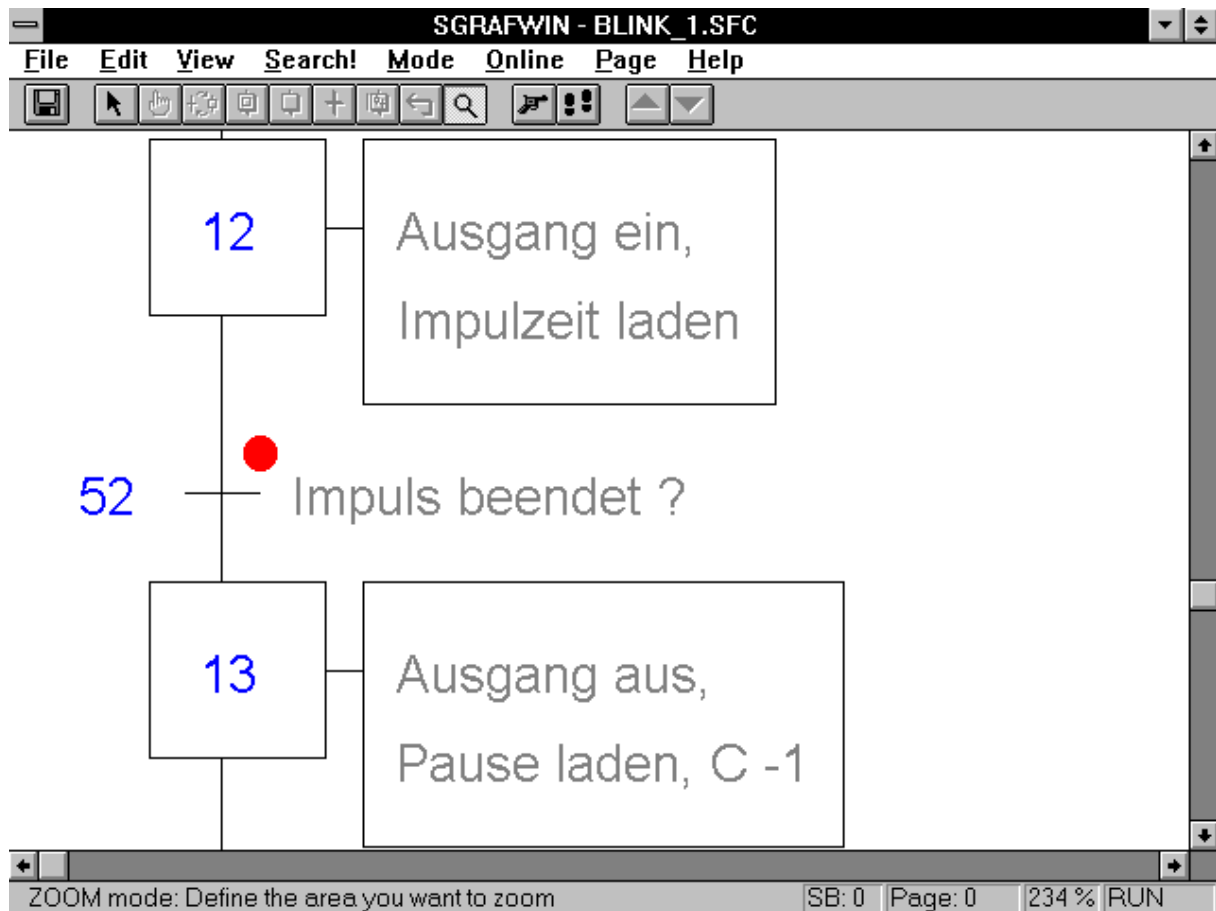 SGRAFWIN - BLINK_1.SFC
File Edit View Search! Mode Online Page Help
12
Ausgang ein,
Impulzeit laden
52
Impuls beendet ?
13
Ausgang aus,
Pause laden, C -1
ZOOM mode: Define the area you want to zoom SB: 0 Page: 0 234 % RUN